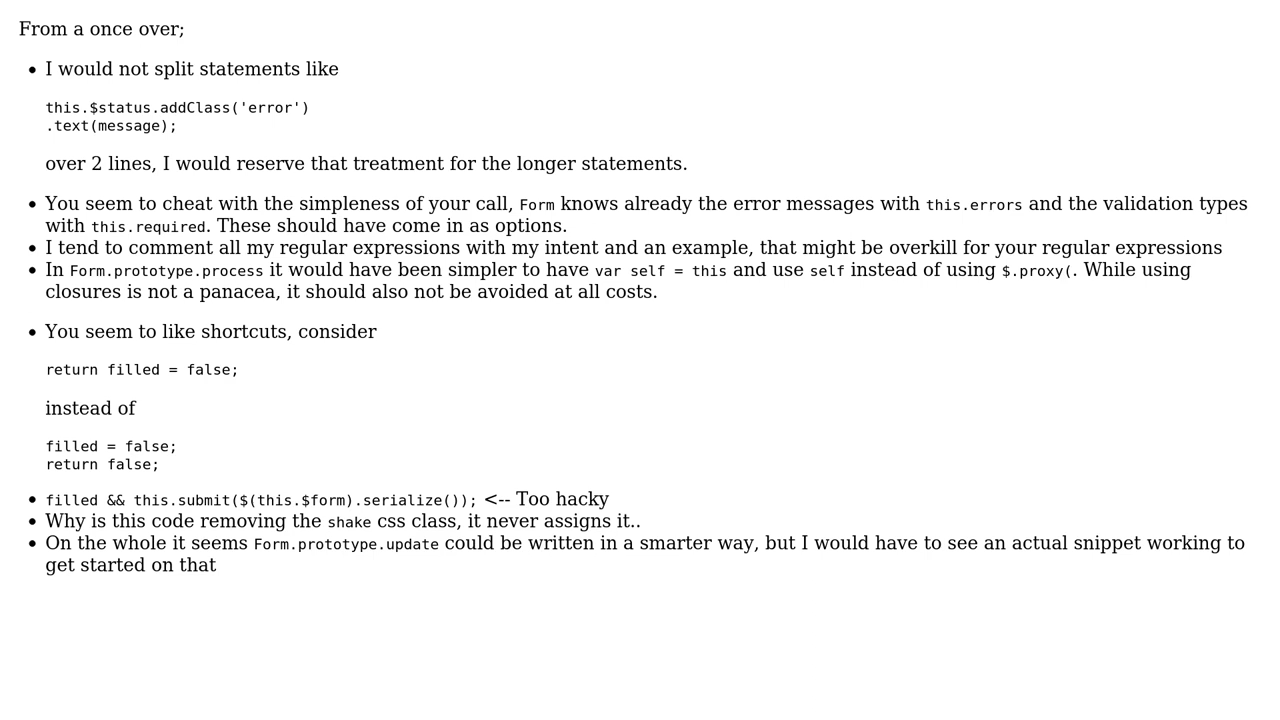 From a once over;
• I would not split statements like
this.$status.addClass('error')
.text(message);
over 2 lines, I would reserve that treatment for the longer statements.
• You seem to cheat with the simpleness of your call, Form knows already the error messages with this.errors and the validation types
with this.required. These should have come in as options.
• I tend to comment all my regular expressions with my intent and an example, that might be overkill for your regular expressions
• In Form.prototype.process it would have been simpler to have var self = this and use self instead of using $.proxy(. While using
closures is not a panacea, it should also not be avoided at all costs.
• You seem to like shortcuts, consider
return filled = false;
instead of
filled = false;
return false;
• filled && this.submit($(this.$form).serialize()); <-- Too hacky
• Why is this code removing the shake css class, it never assigns it..
• On the whole it seems Form.prototype.update could be written in a smarter way, but I would have to see an actual snippet working to
get started on that